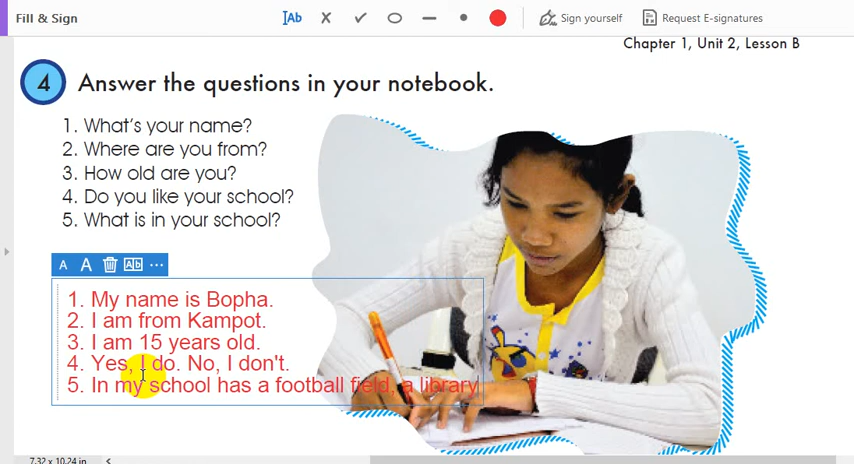 Fill & Sign
Sign yourself
Request E-signatures
Chapter 1, Unit 2, Lesson B
4 Answer the questions in your notebook.
1. What's your name?
2. Where are you from?
3. How old are you?
4. Do you like your school?
5. What is in your school?
1. My name is Bopha.
2. I am from Kampot.
3. I am 15 years old.
4. Yes, I do. No, I don't.
5. In my school has a football field, a library
7.32 x 10.24 in